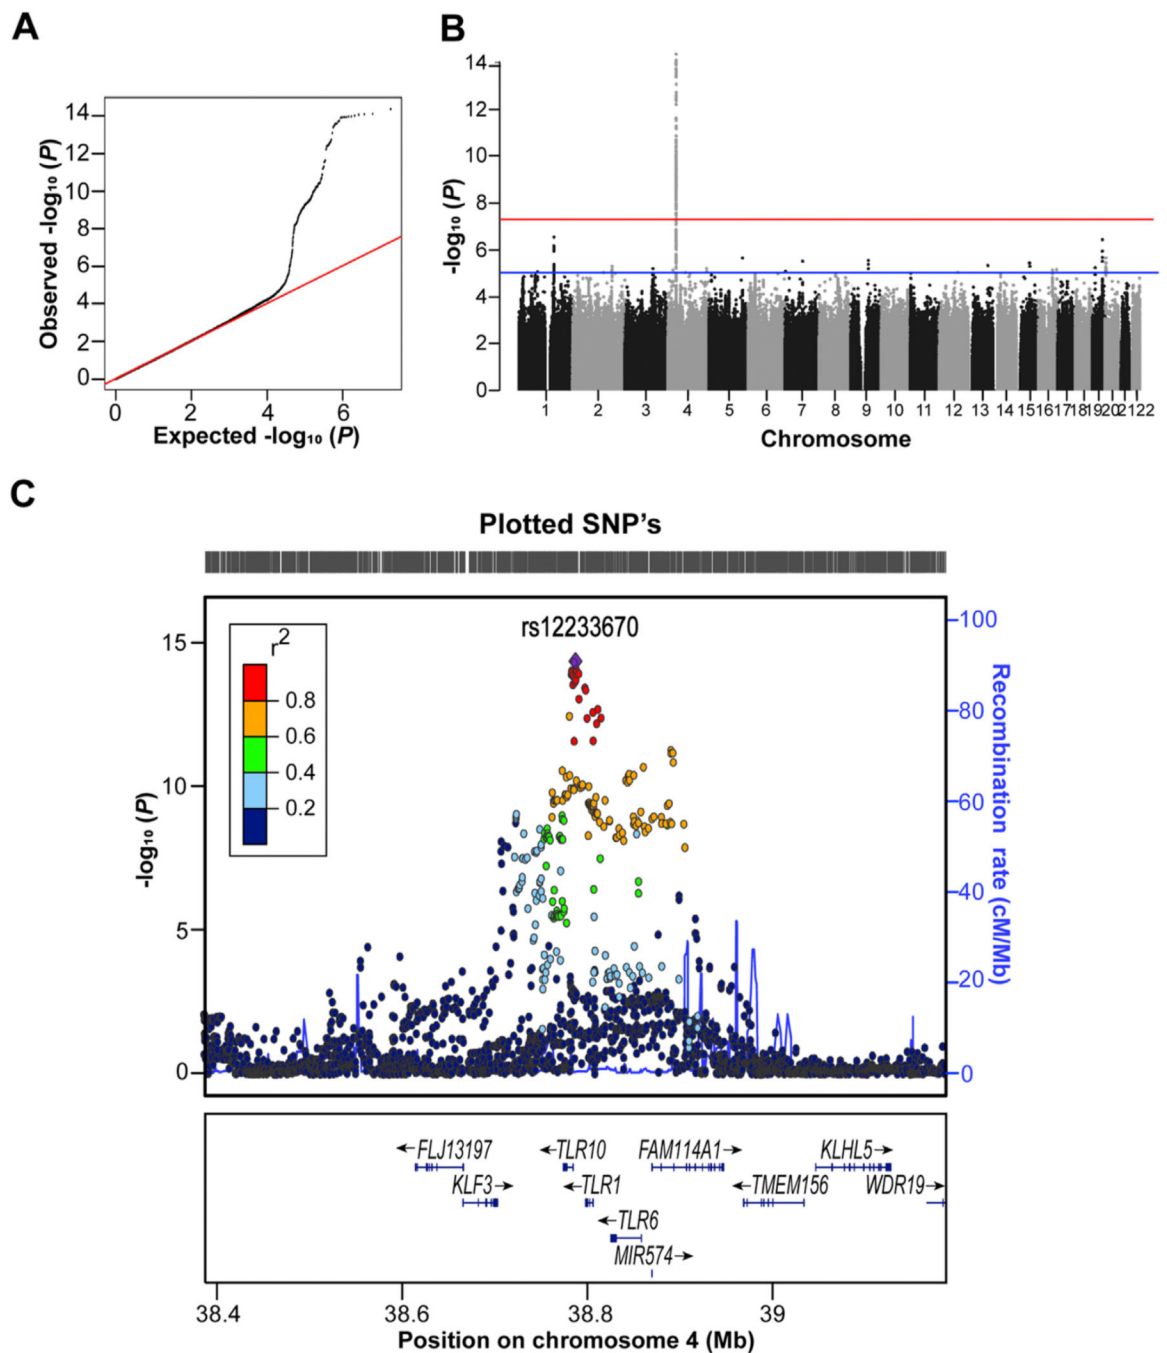 A
Observed -log₁₀ (P)
14
12
10
8
6
4
2
0
0 2 4 6
Expected -log₁₀ (P)
B
-log₁₀ (P)
14
12
10
8
6
4
2
0
1 2 3 4 5 6 7 8 9 10 11 12 13 14 15 16 17 18 19 20 21 22
Chromosome
C
Plotted SNP's
rs12233670
r²
0.8
0.6
0.4
0.2
-log₁₀ (P)
15
10
5
0
Recombination rate (cM/Mb)
100
80
60
40
20
0
FLJ13197 TLR10 FAM114A1 KLHL5
KLF3 TLR1 TMEM156 WDR19
TLR6
MIR574
38.4 38.6 38.8 39
Position on chromosome 4 (Mb)